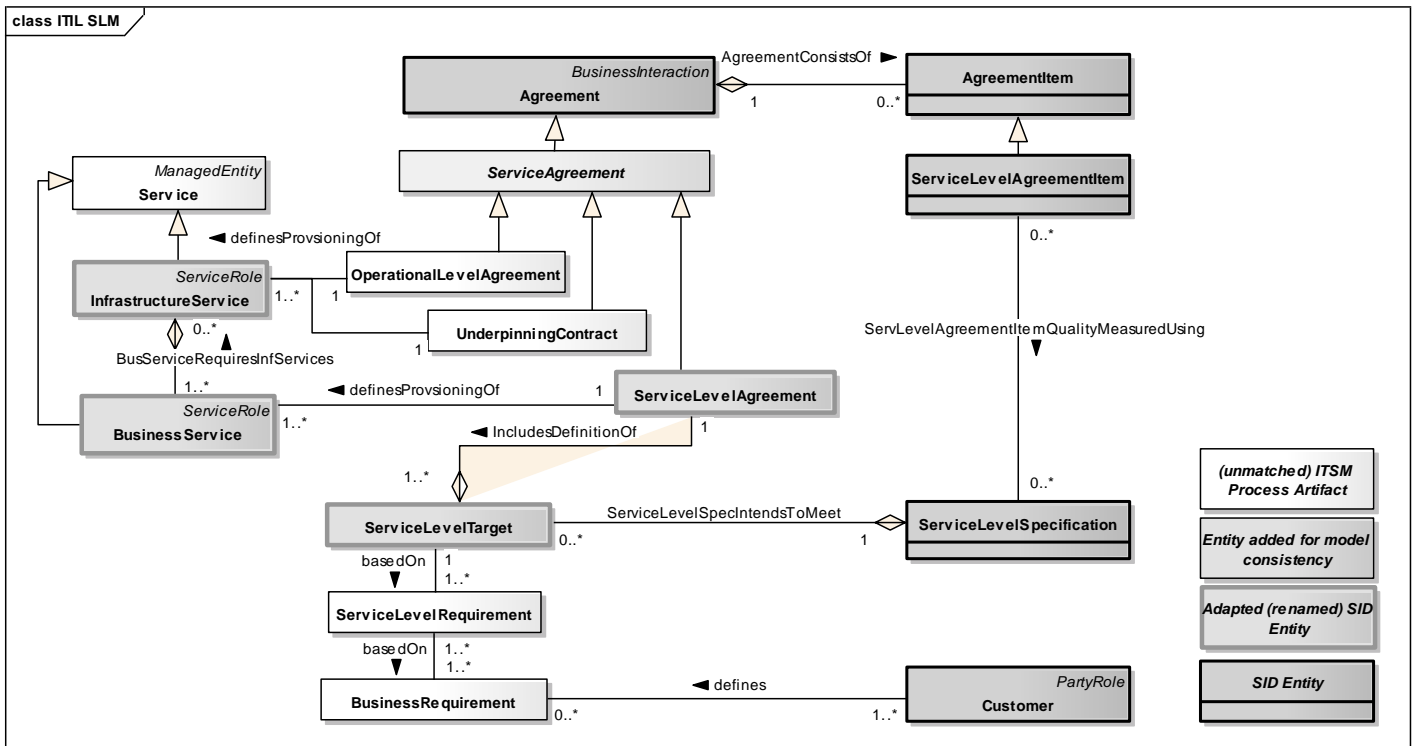 class ITIL SLM
AgreementConsistsOf
BusinessInteraction
Agreement
1
0..*
AgreementItem
ServiceAgreement
ServiceLevelAgreementItem
0..*
ManagedEntity
Service
definesProvsioningOf
ServiceRole
InfrastructureService
1..*
1
OperationalLevelAgreement
UnderpinningContract
1
0..*
BusServiceRequiresInfServices
1..*
ServLevelAgreementItemQualityMeasuredUsing
definesProvsioningOf
1
1..*
ServiceLevelAgreement
ServiceRole
BusinessService
IncludesDefinitionOf
1
1..*
0..*
ServiceLevelTarget
ServiceLevelSpecIntendsToMeet
0..*
1
ServiceLevelSpecification
basedOn
1
1..*
ServiceLevelRequirement
basedOn
1..*
1..*
BusinessRequirement
defines
0..*
1..*
PartyRole
Customer
(unmatched) ITSM
Process Artifact
Entity added for model
consistency
Adapted (renamed) SID
Entity
SID Entity